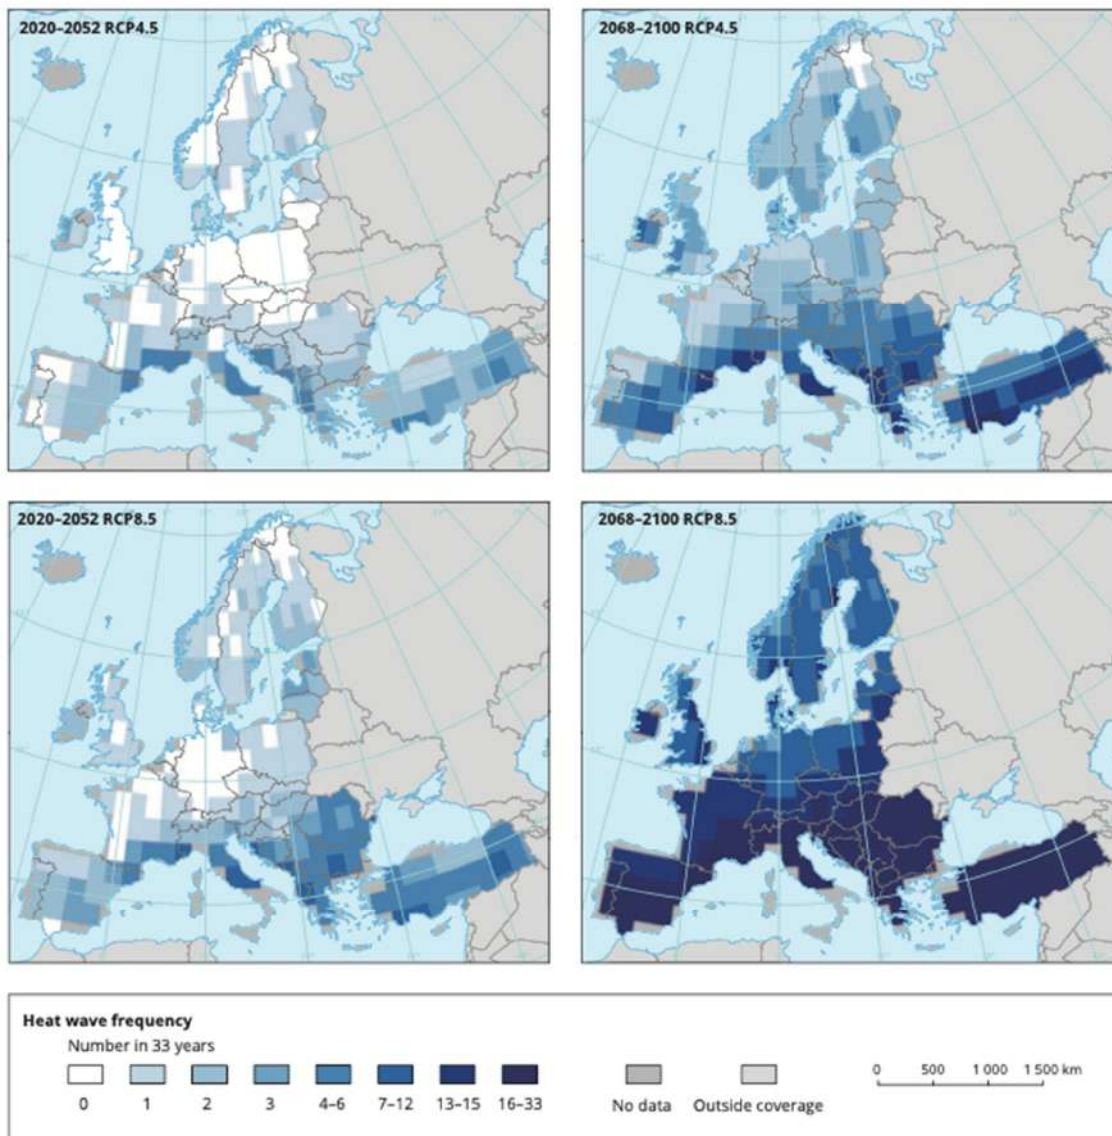 2020–2052 RCP4.5
2068–2100 RCP4.5
2020–2052 RCP8.5
2068–2100 RCP8.5
Heat wave frequency
Number in 33 years
0 1 2 3 4–6 7–12 13–15 16–33
No data Outside coverage
0 500 1 000 1 500 km